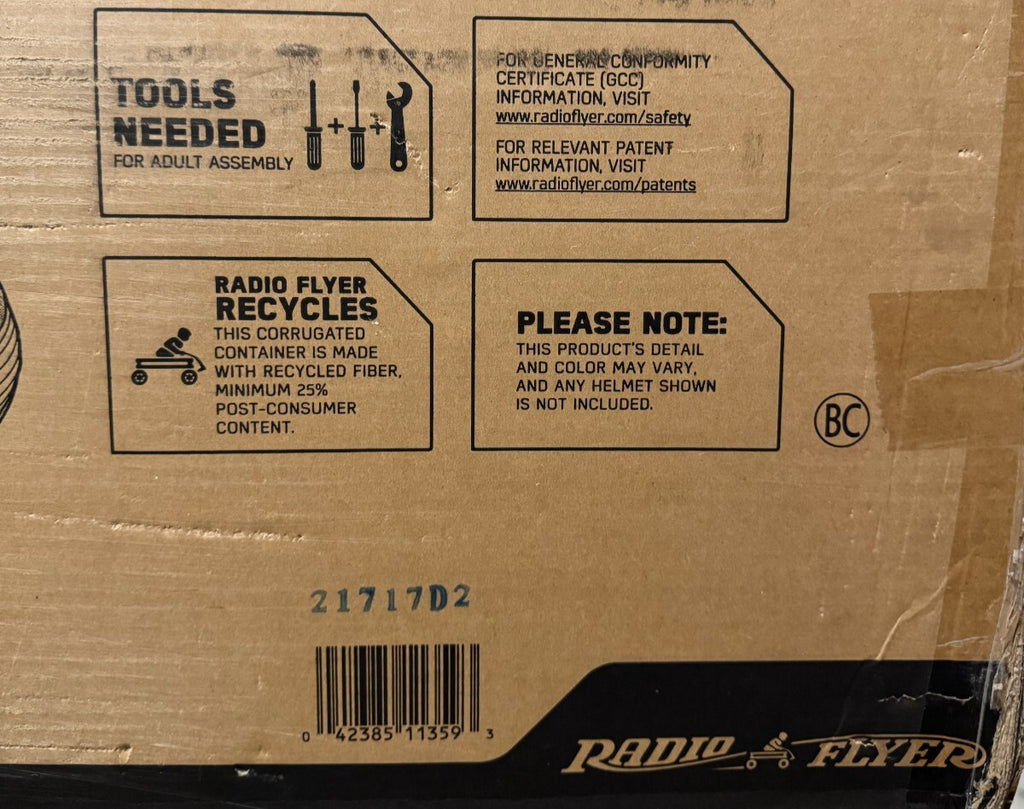 TOOLS
NEEDED
FOR ADULT ASSEMBLY
+ +
FOR GENERAL CONFORMITY
CERTIFICATE (GCC)
INFORMATION, VISIT
www.radioflyer.com/safety
FOR RELEVANT PATENT
INFORMATION, VISIT
www.radioflyer.com/patents
RADIO FLYER
RECYCLES
THIS CORRUGATED
CONTAINER IS MADE
WITH RECYCLED FIBER,
MINIMUM 25%
POST-CONSUMER
CONTENT.
PLEASE NOTE:
THIS PRODUCT'S DETAIL
AND COLOR MAY VARY,
AND ANY HELMET SHOWN
IS NOT INCLUDED.
BC
21717D2
0 42385 11359 3
RADIO FLYER